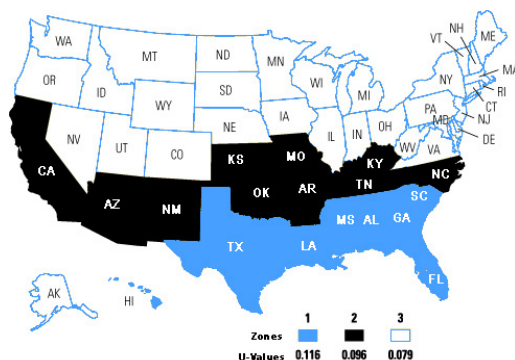 NH
ME
VT
WA
MT
ND
MN
MA
OR
ID
SD
WI
MI
NY
RI
WY
CT
IA
PA
NJ
NE
MD
NV
UT
CO
IL
IN
OH
DE
WV
VA
CA
KS
MO
KY
AZ
NM
OK
AR
TN
NC
SC
MS
AL
GA
TX
LA
FL
AK
HI
1 2 3
Zones
U-Values 0.116 0.096 0.079